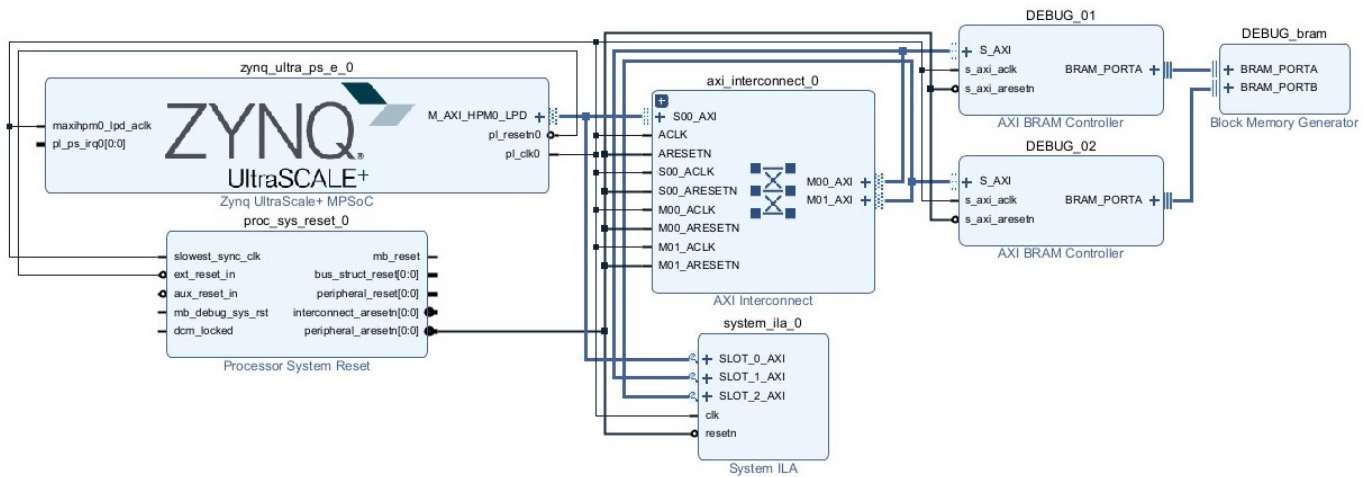 zynq_ultra_ps_e_0
maxihpm0_lpd_aclk
pl_ps_irq0[0:0]
ZYNQ
UltraSCALE+
M_AXI_HPM0_LPD
pl_resetn0
pl_clk0
Zynq UltraScale+ MPSoC
proc_sys_reset_0
slowest_sync_clk
ext_reset_in
aux_reset_in
mb_debug_sys_rst
dcm_locked
mb_reset
bus_struct_reset[0:0]
peripheral_reset[0:0]
interconnect_aresetn[0:0]
peripheral_aresetn[0:0]
Processor System Reset
axi_interconnect_0
S00_AXI
ACLK
ARESETN
S00_ACLK
S00_ARESETN
M00_ACLK
M00_ARESETN
M01_ACLK
M01_ARESETN
M00_AXI
M01_AXI
AXI Interconnect
system_ila_0
SLOT_0_AXI
SLOT_1_AXI
SLOT_2_AXI
clk
resetn
System ILA
DEBUG_01
S_AXI
s_axi_aclk
s_axi_aresetn
BRAM_PORTA
AXI BRAM Controller
DEBUG_02
S_AXI
s_axi_aclk
s_axi_aresetn
BRAM_PORTA
AXI BRAM Controller
DEBUG_bram
BRAM_PORTA
BRAM_PORTB
Block Memory Generator